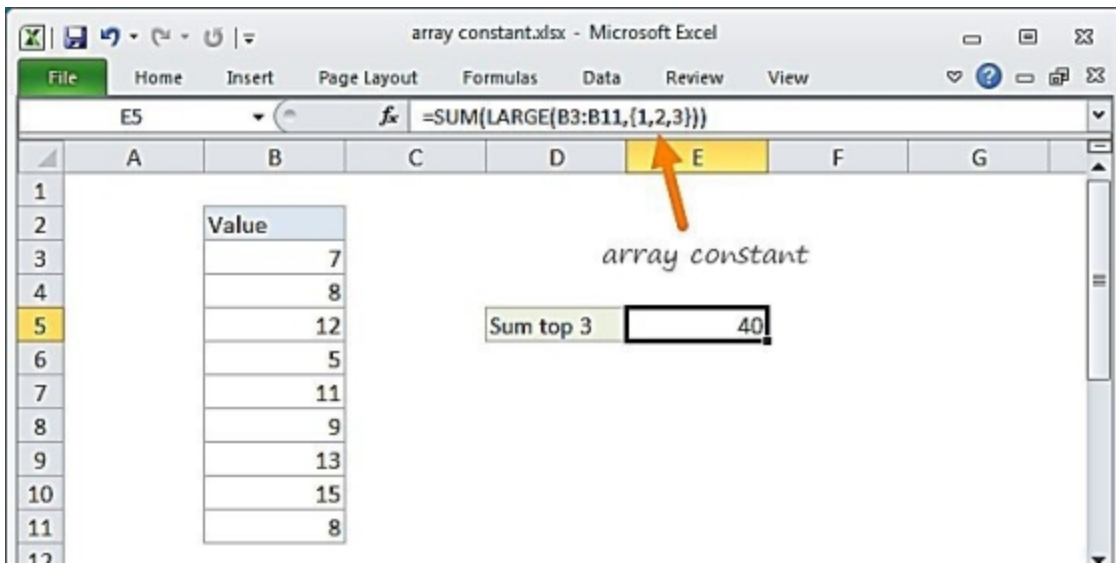 array constant.xlsx - Microsoft Excel
File Home Insert Page Layout Formulas Data Review View
E5 fx =SUM(LARGE(B3:B11,{1,2,3}))
A B C D E F G
1
2 Value
3 7 array constant
4 8
5 12 Sum top 3 40
6 5
7 11
8 9
9 13
10 15
11 8
12